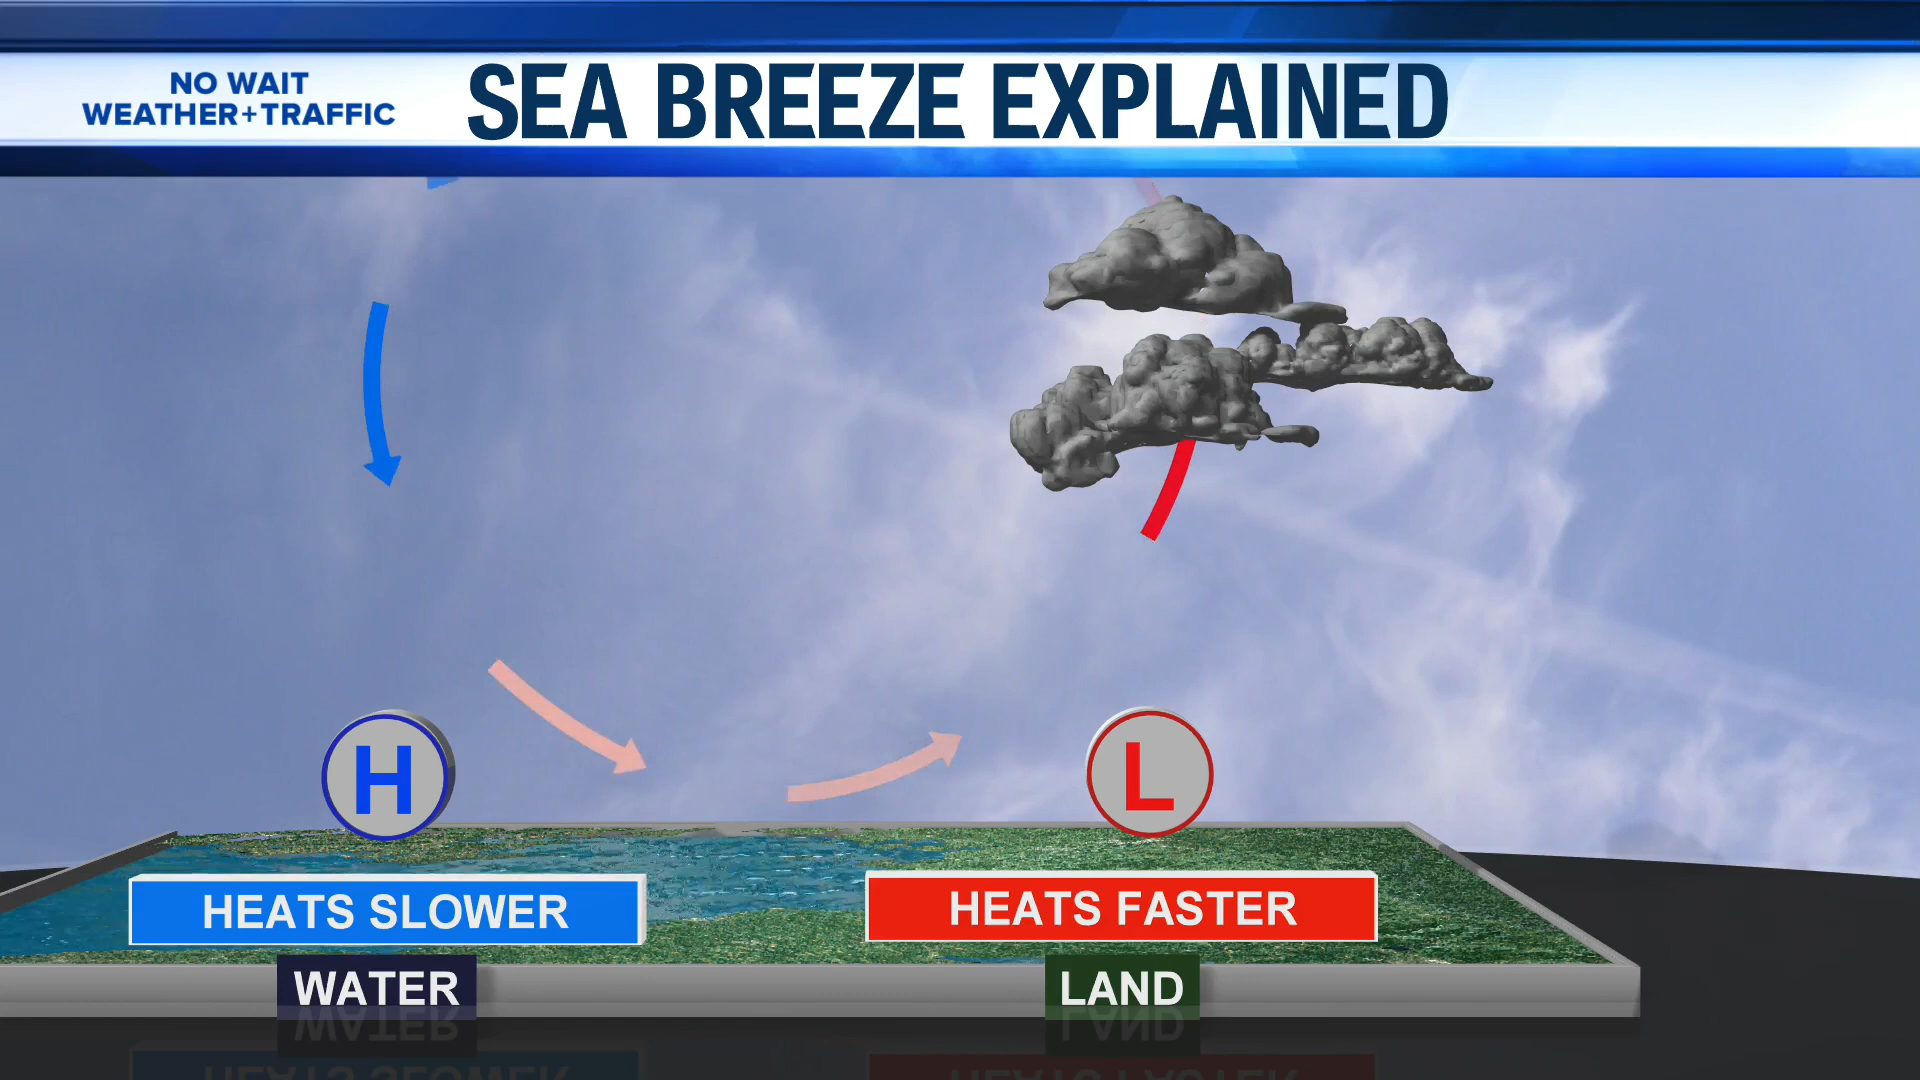 NO WAIT
WEATHER+TRAFFIC
SEA BREEZE EXPLAINED
H
L
HEATS SLOWER
HEATS FASTER
WATER
LAND